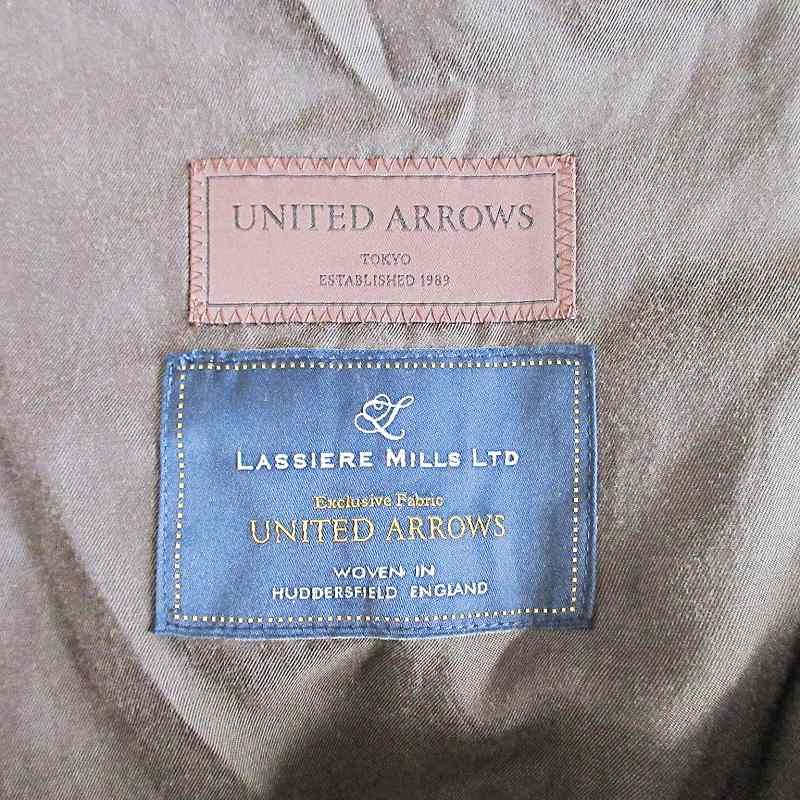 UNITED ARROWS
TOKYO
ESTABLISHED 1989
L
LASSIERE MILLS LTD
Exclusive Fabric
UNITED ARROWS
WOVEN IN
HUDDERSFIELD ENGLAND